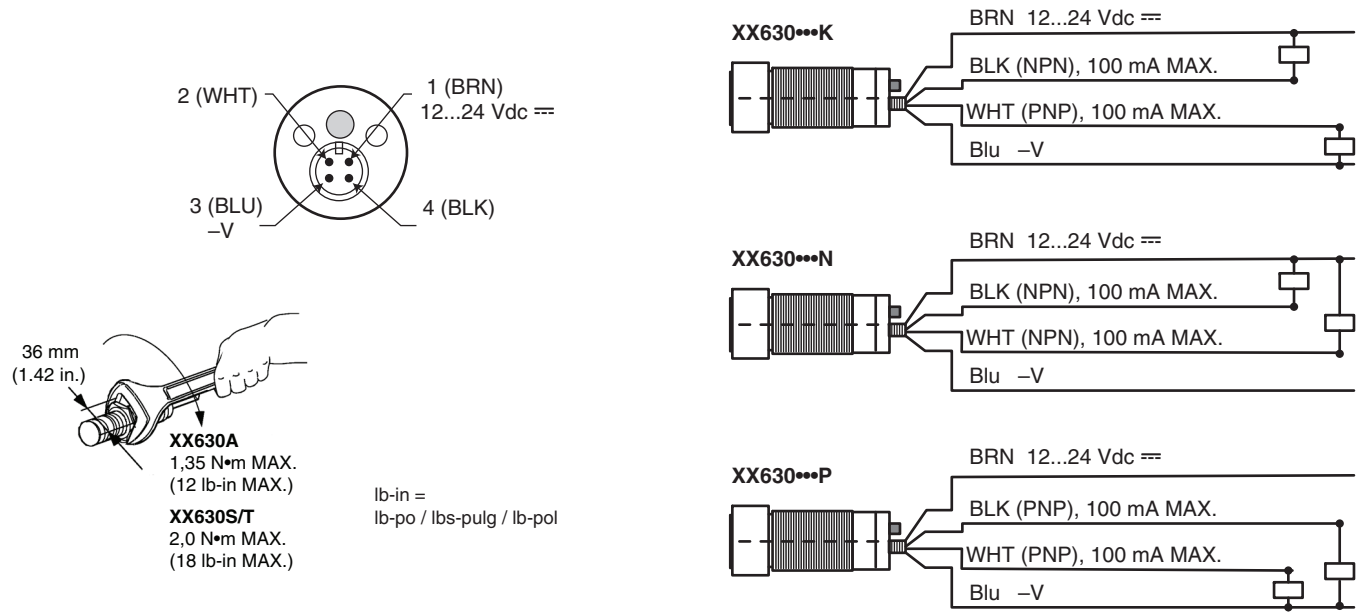 2 (WHT)
1 (BRN)
12...24 Vdc ⎓
3 (BLU)
–V
4 (BLK)
36 mm
(1.42 in.)
XX630A
1,35 N•m MAX.
(12 lb-in MAX.)
XX630S/T
2,0 N•m MAX.
(18 lb-in MAX.)
lb-in =
lb-po / lbs-pulg / lb-pol
XX630•••K
BRN 12...24 Vdc ⎓
BLK (NPN), 100 mA MAX.
WHT (PNP), 100 mA MAX.
Blu –V
XX630•••N
BRN 12...24 Vdc ⎓
BLK (NPN), 100 mA MAX.
WHT (NPN), 100 mA MAX.
Blu –V
XX630•••P
BRN 12...24 Vdc ⎓
BLK (PNP), 100 mA MAX.
WHT (PNP), 100 mA MAX.
Blu –V